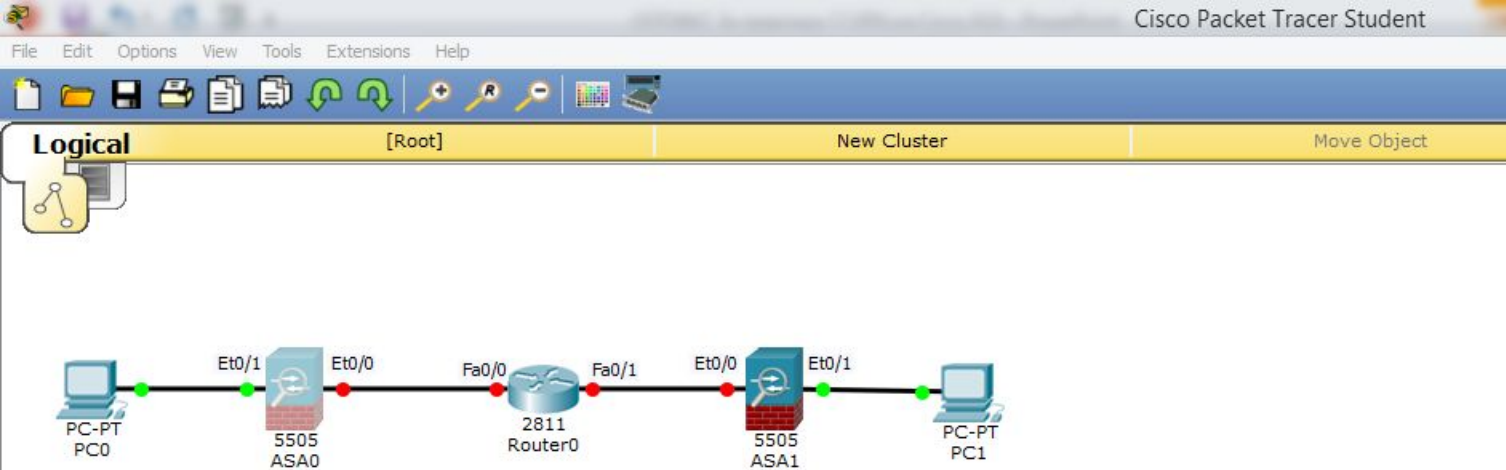 Cisco Packet Tracer Student
File Edit Options View Tools Extensions Help
R
Logical [Root] New Cluster Move Object
Et0/1 Et0/0 Fa0/0 Fa0/1 Et0/0 Et0/1
PC-PT
PC0
5505
ASA0
2811
Router0
5505
ASA1
PC-PT
PC1